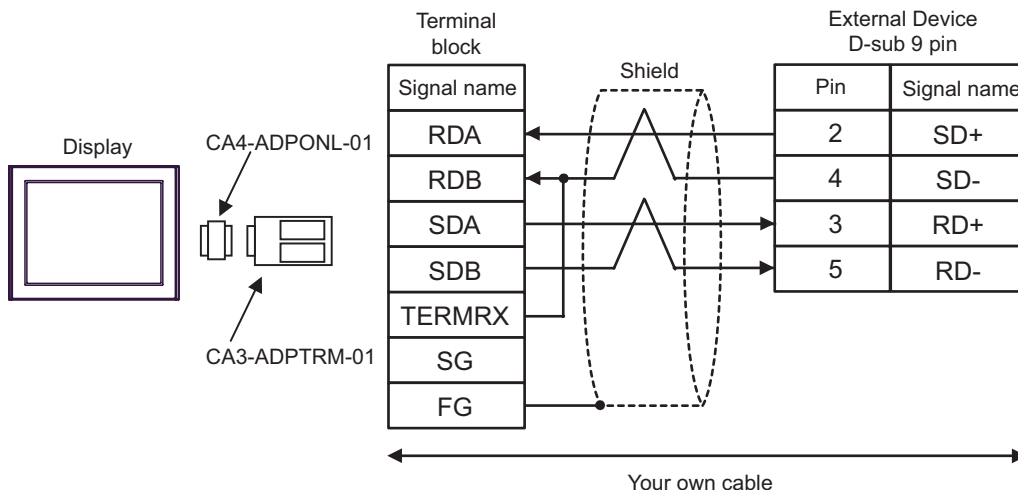 Terminal
block
External Device
D-sub 9 pin
Display
CA4-ADPONL-01
CA3-ADPTRM-01
Shield
Signal name
RDA
RDB
SDA
SDB
TERMRX
SG
FG
Pin Signal name
2 SD+
4 SD-
3 RD+
5 RD-
Your own cable